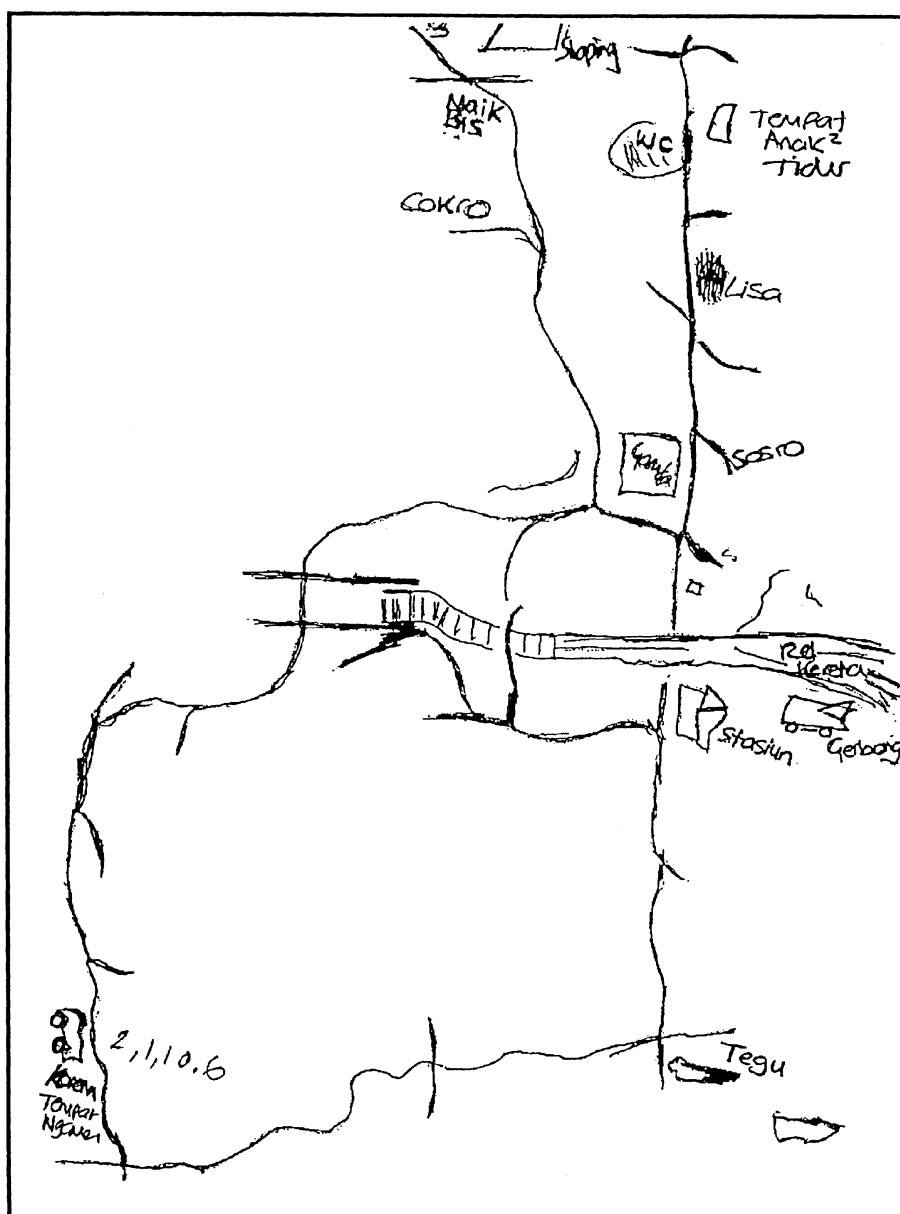 Shoping
Naik
Bis
WC
Tempat
Anak²
Tidur
COKRO
Lisa
Sosro
Rel
Kereta
Stasiun
Gerbong
2,1,10.6
Tegu
Tempat
Ngamen